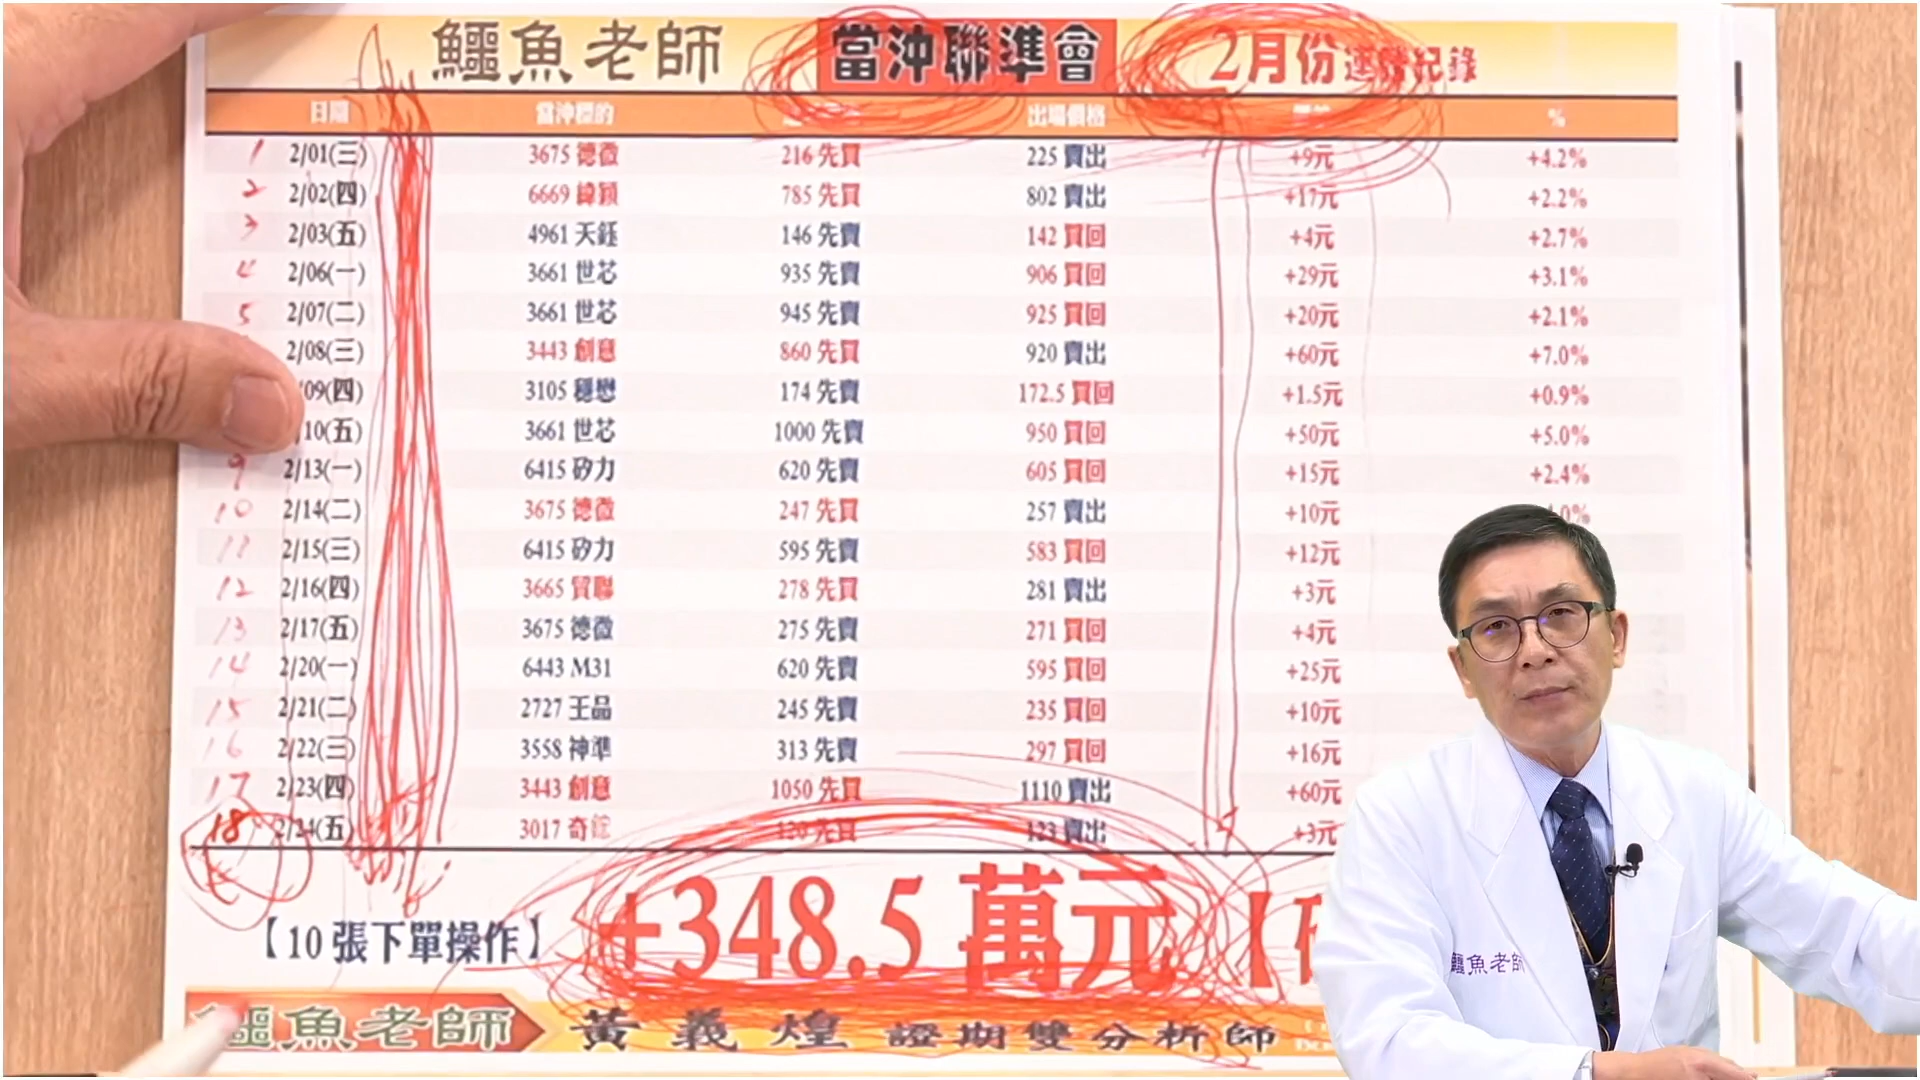 鱷魚老師 當沖聯準會 2月份連勝紀錄
日期 當沖標的 出場價格 %
1 2/01(三) 3675 德微 216 先買 225 賣出 +9元 +4.2%
2 2/02(四) 6669 緯穎 785 先買 802 賣出 +17元 +2.2%
3 2/03(五) 4961 天鈺 146 先賣 142 買回 +4元 +2.7%
4 2/06(一) 3661 世芯 935 先賣 906 買回 +29元 +3.1%
5 2/07(二) 3661 世芯 945 先賣 925 買回 +20元 +2.1%
2/08(三) 3443 創意 860 先買 920 賣出 +60元 +7.0%
09(四) 3105 穩懋 174 先賣 172.5 買回 +1.5元 +0.9%
10(五) 3661 世芯 1000 先賣 950 買回 +50元 +5.0%
9 2/13(一) 6415 矽力 620 先賣 605 買回 +15元 +2.4%
10 2/14(二) 3675 德微 247 先買 257 賣出 +10元
11 2/15(三) 6415 矽力 595 先賣 583 買回 +12元
12 2/16(四) 3665 貿聯 278 先買 281 賣出 +3元
13 2/17(五) 3675 德微 275 先賣 271 買回 +4元
14 2/20(一) 6443 M31 620 先賣 595 買回 +25元
15 2/21(二) 2727 王品 245 先賣 235 買回 +10元
16 2/22(三) 3558 神準 313 先賣 297 買回 +16元
17 2/23(四) 3443 創意 1050 先買 1110 賣出 +60元
18 2/24(五) 3017 奇鋐 120 先買 123 賣出 +3元
【10 張下單操作】 +348.5 萬元【
鱷魚老師 黃義煌 證期雙分析師
鱷魚老師